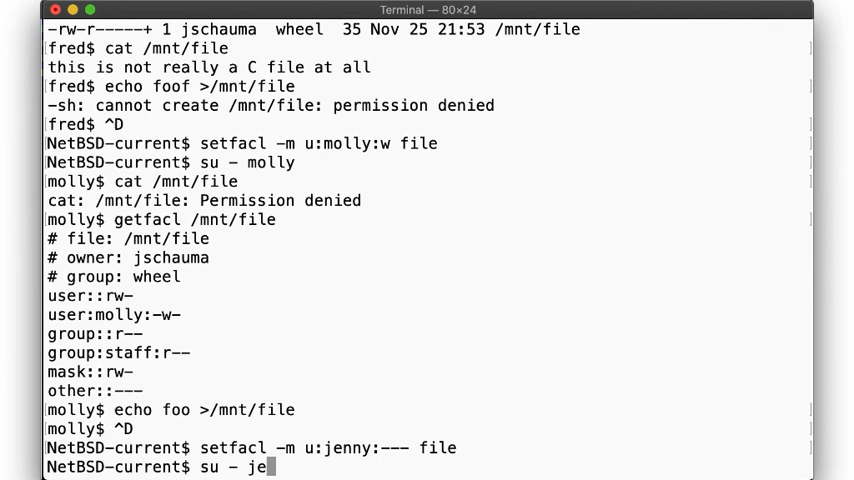 Terminal — 80×24
-rw-r-----+ 1 jschauma  wheel  35 Nov 25 21:53 /mnt/file
fred$ cat /mnt/file
this is not really a C file at all
fred$ echo foof >/mnt/file
-sh: cannot create /mnt/file: permission denied
fred$ ^D
NetBSD-current$ setfacl -m u:molly:w file
NetBSD-current$ su - molly
molly$ cat /mnt/file
cat: /mnt/file: Permission denied
molly$ getfacl /mnt/file
# file: /mnt/file
# owner: jschauma
# group: wheel
user::rw-
user:molly:-w-
group::r--
group:staff:r--
mask::rw-
other::---
molly$ echo foo >/mnt/file
molly$ ^D
NetBSD-current$ setfacl -m u:jenny:--- file
NetBSD-current$ su - je